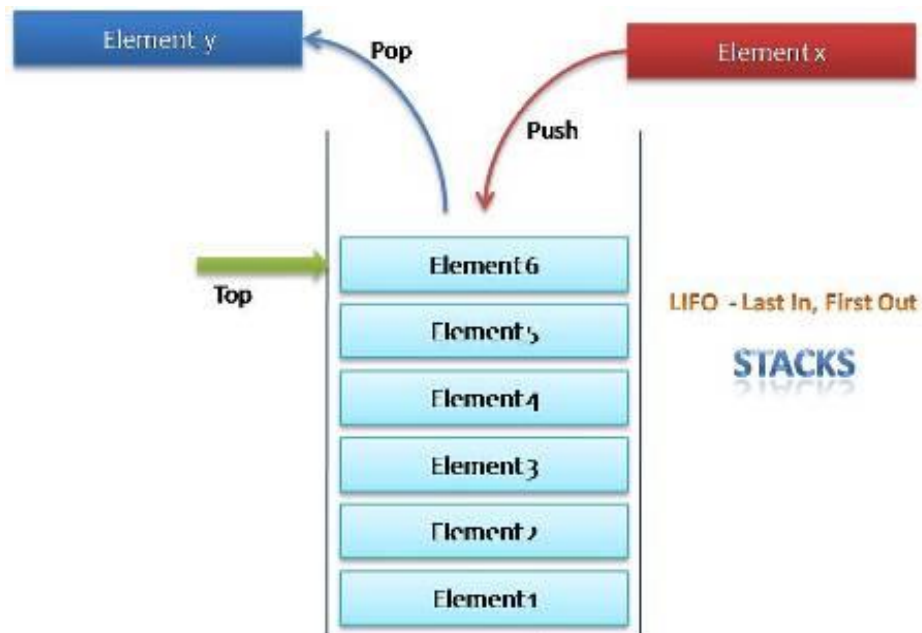 Element y
Pop
Element x
Push
Element 6
Top
Element 5
LIFO - Last In, First Out
STACKS
Element 4
Element 3
Element 2
Element 1